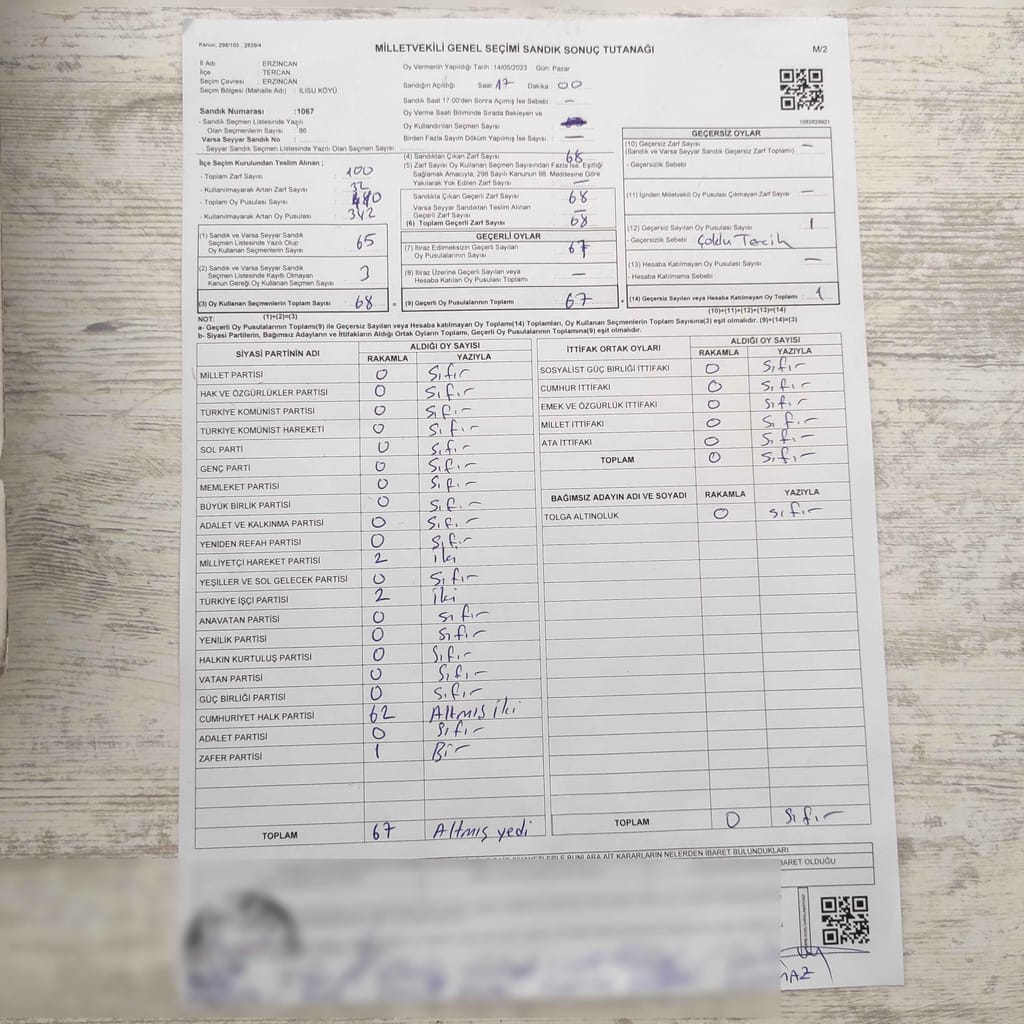 Kanun: 298/105 , 2839/4
MİLLETVEKİLİ GENEL SEÇİMİ SANDIK SONUÇ TUTANAĞI
M/2
İl Adı : ERZİNCAN
İlçe : TERCAN
Seçim Çevresi : ERZİNCAN
Seçim Bölgesi (Mahalle Adı) : ILISU KÖYÜ
Sandık Numarası :1067
- Sandık Seçmen Listesinde Yazılı
Olan Seçmenlerin Sayısı : 86
Varsa Seyyar Sandık No :
- Seyyar Sandık Seçmen Listesinde Yazılı Olan Seçmen Sayısı:
Oy Vermenin Yapıldığı Tarih :14/05/2023 Gün: Pazar
Sandığın Açıldığı Saat 17 Dakika 00
Sandık Saat 17.00'den Sonra Açılmış İse Sebebi : —
Oy Verme Saati Bitiminde Sırada Bekleyen ve
Oy Kullandırılan Seçmen Sayısı :
Birden Fazla Sayım Döküm Yapılmış İse Sayısı : —
1083829921
İlçe Seçim Kurulundan Teslim Alınan ;
- Toplam Zarf Sayısı : 100
- Kullanılmayarak Artan Zarf Sayısı : 32
- Toplam Oy Pusulası Sayısı :
- Kullanılmayarak Artan Oy Pusulası : 342
(1) Sandık ve Varsa Seyyar Sandık
Seçmen Listesinde Yazılı Olup
Oy Kullanan Seçmenlerin Sayısı 65
(2) Sandık ve Varsa Seyyar Sandık
Seçmen Listesinde Kayıtlı Olmayan
Kanun Gereği Oy Kullanan Seçmen Sayısı 3
(3) Oy Kullanan Seçmenlerin Toplam Sayısı 68 =
(1)+(2)=(3)
(4) Sandıktan Çıkan Zarf Sayısı : 68
(5) Zarf Sayısı Oy Kullanan Seçmen Sayısından Fazla İse, Eşitliği
Sağlamak Amacıyla, 298 Sayılı Kanunun 98. Maddesine Göre
Yakılarak Yok Edilen Zarf Sayısı : —
Sandıkta Çıkan Geçerli Zarf Sayısı : 68
Varsa Seyyar Sandıktan Teslim Alınan
Geçerli Zarf Sayısı : —
(6) Toplam Geçerli Zarf Sayısı : 68
GEÇERLİ OYLAR
(7) İtiraz Edilmeksizin Geçerli Sayılan
Oy Pusulalarının Sayısı : 67
(8) İtiraz Üzerine Geçerli Sayılan veya
Hesaba Katılan Oy Pusulası Toplamı : —
(9) Geçerli Oy Pusulalarının Toplamı 67 +
GEÇERSİZ OYLAR
(10) Geçersiz Zarf Sayısı :
(Sandık ve Varsa Seyyar Sandık Geçersiz Zarf Toplamı) —
- Geçersizlik Sebebi :
(11) İçinden Milletvekili Oy Pusulası Çıkmayan Zarf Sayısı : —
(12) Geçersiz Sayılan Oy Pusulası Sayısı : 1
- Geçersizlik Sebebi : Çoldu Tercih
(13) Hesaba Katılmayan Oy Pusulası Sayısı : —
- Hesaba Katılmama Sebebi :
(14) Geçersiz Sayılan veya Hesaba Katılmayan Oy Toplamı : 1
(10)+(11)+(12)+(13)=(14)
NOT:
a- Geçerli Oy Pusulalarının Toplamı(9) ile Geçersiz Sayılan veya Hesaba katılmayan Oy Toplamı(14) Toplamları, Oy Kullanan Seçmenlerin Toplam Sayısına(3) eşit olmalıdır. (9)+(14)=(3)
b- Siyasi Partilerin, Bağımsız Adayların ve İttifakların Aldığı Ortak Oyların Toplamı, Geçerli Oy Pusulalarının Toplamına(9) eşit olmalıdır.
SİYASİ PARTİNİN ADI ALDIĞI OY SAYISI
RAKAMLA YAZIYLA
MİLLET PARTİSİ 0 Sıfır
HAK VE ÖZGÜRLÜKLER PARTİSİ 0 Sıfır
TÜRKİYE KOMÜNİST PARTİSİ 0 Sıfır
TÜRKİYE KOMÜNİST HAREKETİ 0 Sıfır
SOL PARTİ 0 Sıfır
GENÇ PARTİ 0 Sıfır
MEMLEKET PARTİSİ 0 Sıfır
BÜYÜK BİRLİK PARTİSİ 0 Sıfır
ADALET VE KALKINMA PARTİSİ 0 Sıfır
YENİDEN REFAH PARTİSİ 0 Sıfır
MİLLİYETÇİ HAREKET PARTİSİ 2 iki
YEŞİLLER VE SOL GELECEK PARTİSİ 0 Sıfır
TÜRKİYE İŞÇİ PARTİSİ 2 iki
ANAVATAN PARTİSİ 0 Sıfır
YENİLİK PARTİSİ 0 Sıfır
HALKIN KURTULUŞ PARTİSİ 0 Sıfır
VATAN PARTİSİ 0 Sıfır
GÜÇ BİRLİĞİ PARTİSİ 0 Sıfır
CUMHURİYET HALK PARTİSİ 62 Altmış iki
ADALET PARTİSİ 0 Sıfır
ZAFER PARTİSİ 1 Bir
TOPLAM 67 Altmış yedi
İTTİFAK ORTAK OYLARI ALDIĞI OY SAYISI
RAKAMLA YAZIYLA
SOSYALİST GÜÇ BİRLİĞİ İTTİFAKI 0 Sıfır
CUMHUR İTTİFAKI 0 Sıfır
EMEK VE ÖZGÜRLÜK İTTİFAKI 0 Sıfır
MİLLET İTTİFAKI 0 Sıfır
ATA İTTİFAKI 0 Sıfır
TOPLAM 0 Sıfır
BAĞIMSIZ ADAYIN ADI VE SOYADI RAKAMLA YAZIYLA
TOLGA ALTINOLUK 0 Sıfır
TOPLAM 0 Sıfır
BUNLARA AİT KARARLARIN NELERDEN İBARET BULUNDUKLARI
BARET OLDUĞU